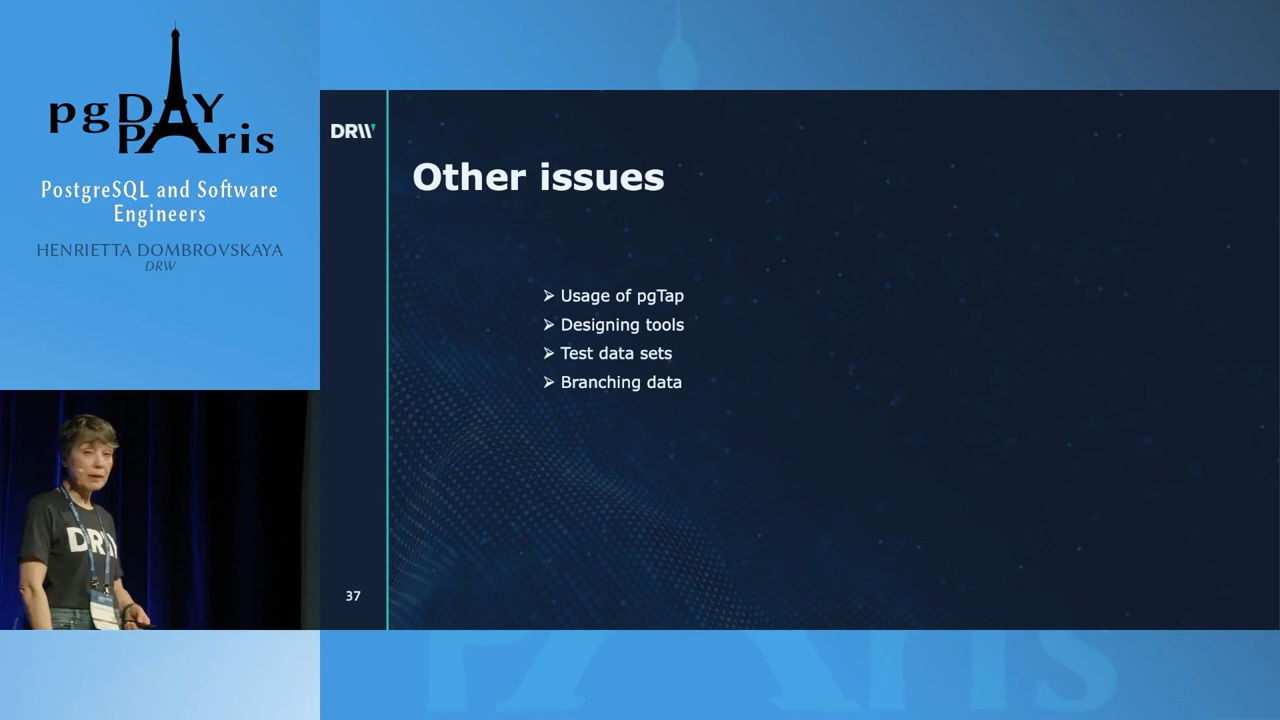 pgDAY
PAris
PostgreSQL and Software
Engineers
HENRIETTA DOMBROVSKAYA
DRW
DRW
Other issues
➢ Usage of pgTap
➢ Designing tools
➢ Test data sets
➢ Branching data
37
DRW
PAris